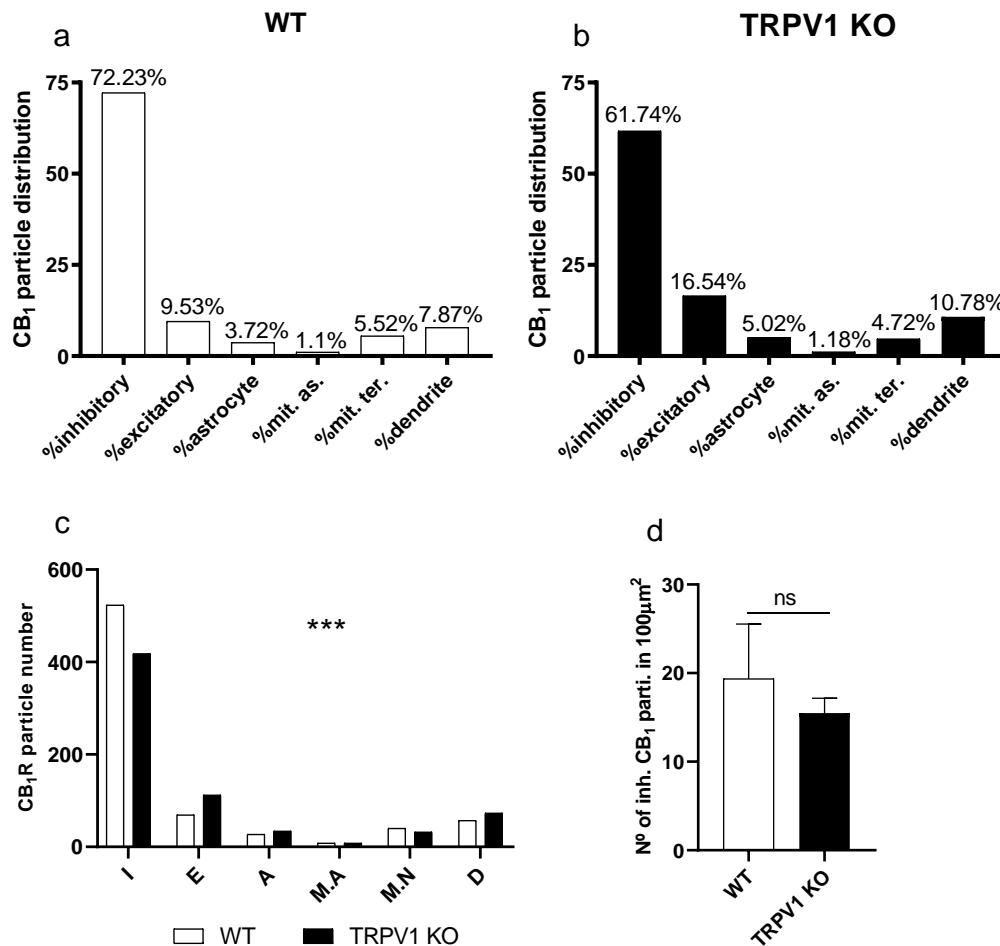 a
WT
CB₁ particle distribution
75
50
25
0
72.23%
9.53%
3.72%
1.1%
5.52%
7.87%
%inhibitory
%excitatory
%astrocyte
%mit. as.
%mit. ter.
%dendrite
b
TRPV1 KO
CB₁ particle distribution
75
50
25
0
61.74%
16.54%
5.02%
1.18%
4.72%
10.78%
%inhibitory
%excitatory
%astrocyte
%mit. as.
%mit. ter.
%dendrite
c
CB₁R particle number
600
400
200
0
***
I
E
A
M.A
M.N
D
WT
TRPV1 KO
d
Nº of inh. CB₁ parti. in 100µm²
30
20
10
0
ns
WT
TRPV1 KO